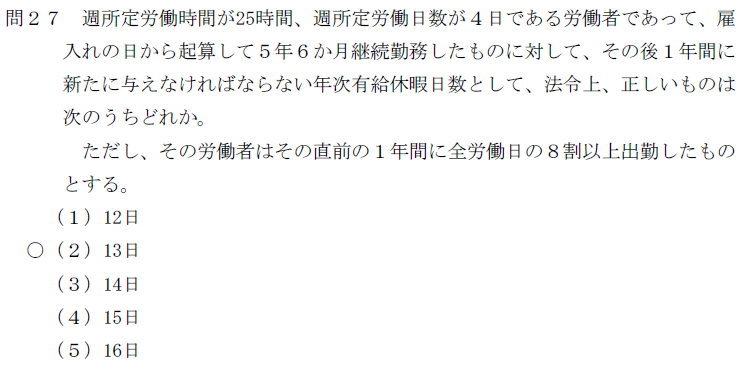 問２７　週所定労働時間が25時間、週所定労働日数が４日である労働者であって、雇
入れの日から起算して５年６か月継続勤務したものに対して、その後１年間に
新たに与えなければならない年次有給休暇日数として、法令上、正しいものは
次のうちどれか。
ただし、その労働者はその直前の１年間に全労働日の８割以上出勤したもの
とする。
（１）12日
○（２）13日
（３）14日
（４）15日
（５）16日